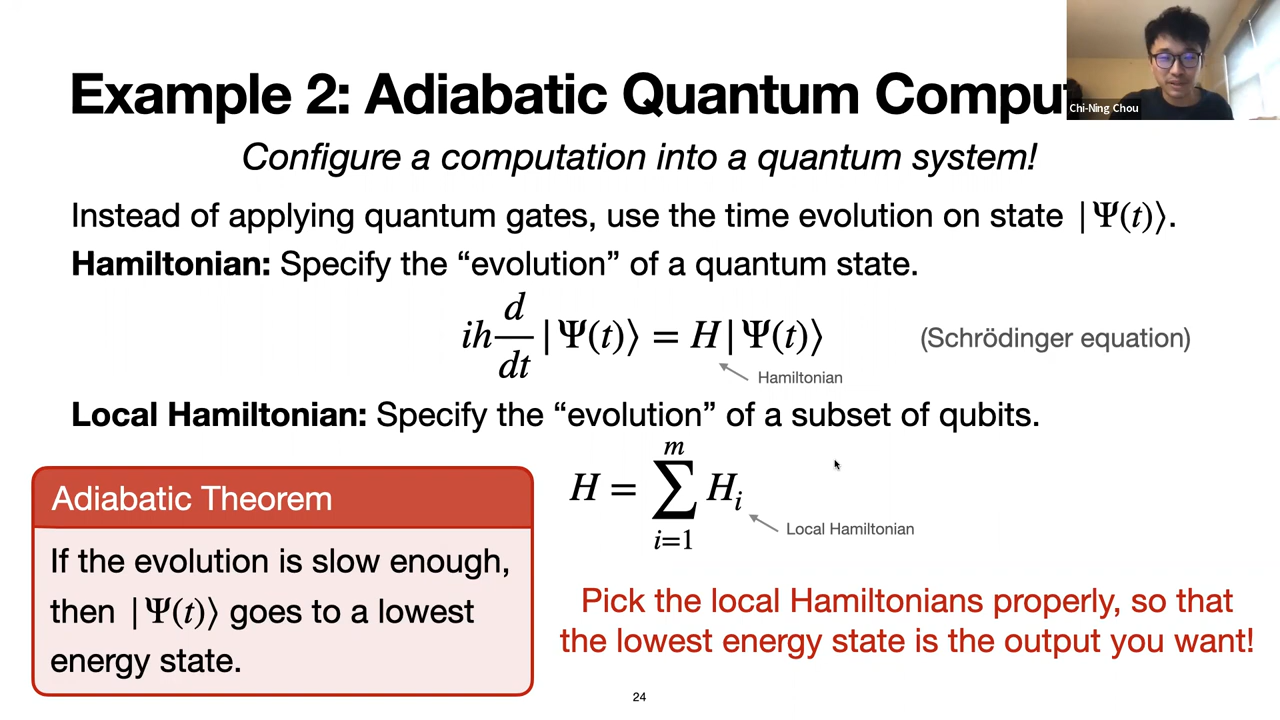 Example 2: Adiabatic Quantum Compu
Chi-Ning Chou
Configure a computation into a quantum system!
Instead of applying quantum gates, use the time evolution on state |Ψ(t)⟩.
Hamiltonian: Specify the “evolution” of a quantum state.
ih d/dt |Ψ(t)⟩ = H|Ψ(t)⟩
(Schrödinger equation)
Hamiltonian
Local Hamiltonian: Specify the “evolution” of a subset of qubits.
H = ∑_{i=1}^{m} H_i
Local Hamiltonian
Adiabatic Theorem
If the evolution is slow enough,
then |Ψ(t)⟩ goes to a lowest
energy state.
Pick the local Hamiltonians properly, so that
the lowest energy state is the output you want!
24